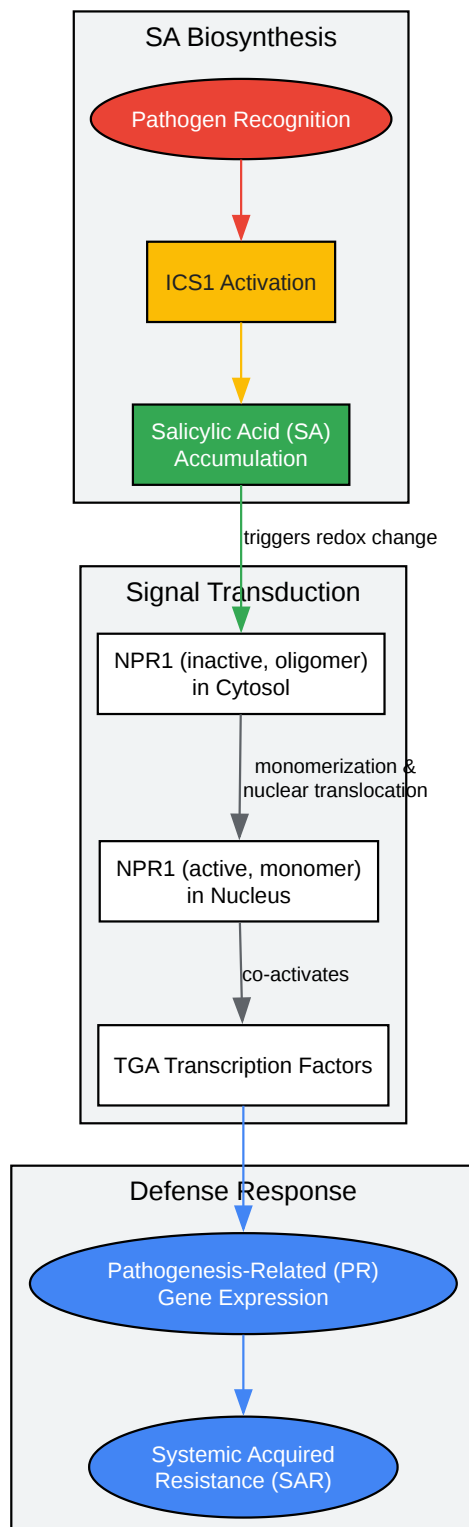 SA Biosynthesis
Pathogen Recognition
ICS1 Activation
Salicylic Acid (SA)
Accumulation
triggers redox change
Signal Transduction
NPR1 (inactive, oligomer)
in Cytosol
monomerization &
nuclear translocation
NPR1 (active, monomer)
in Nucleus
co-activates
TGA Transcription Factors
Defense Response
Pathogenesis-Related (PR)
Gene Expression
Systemic Acquired
Resistance (SAR)